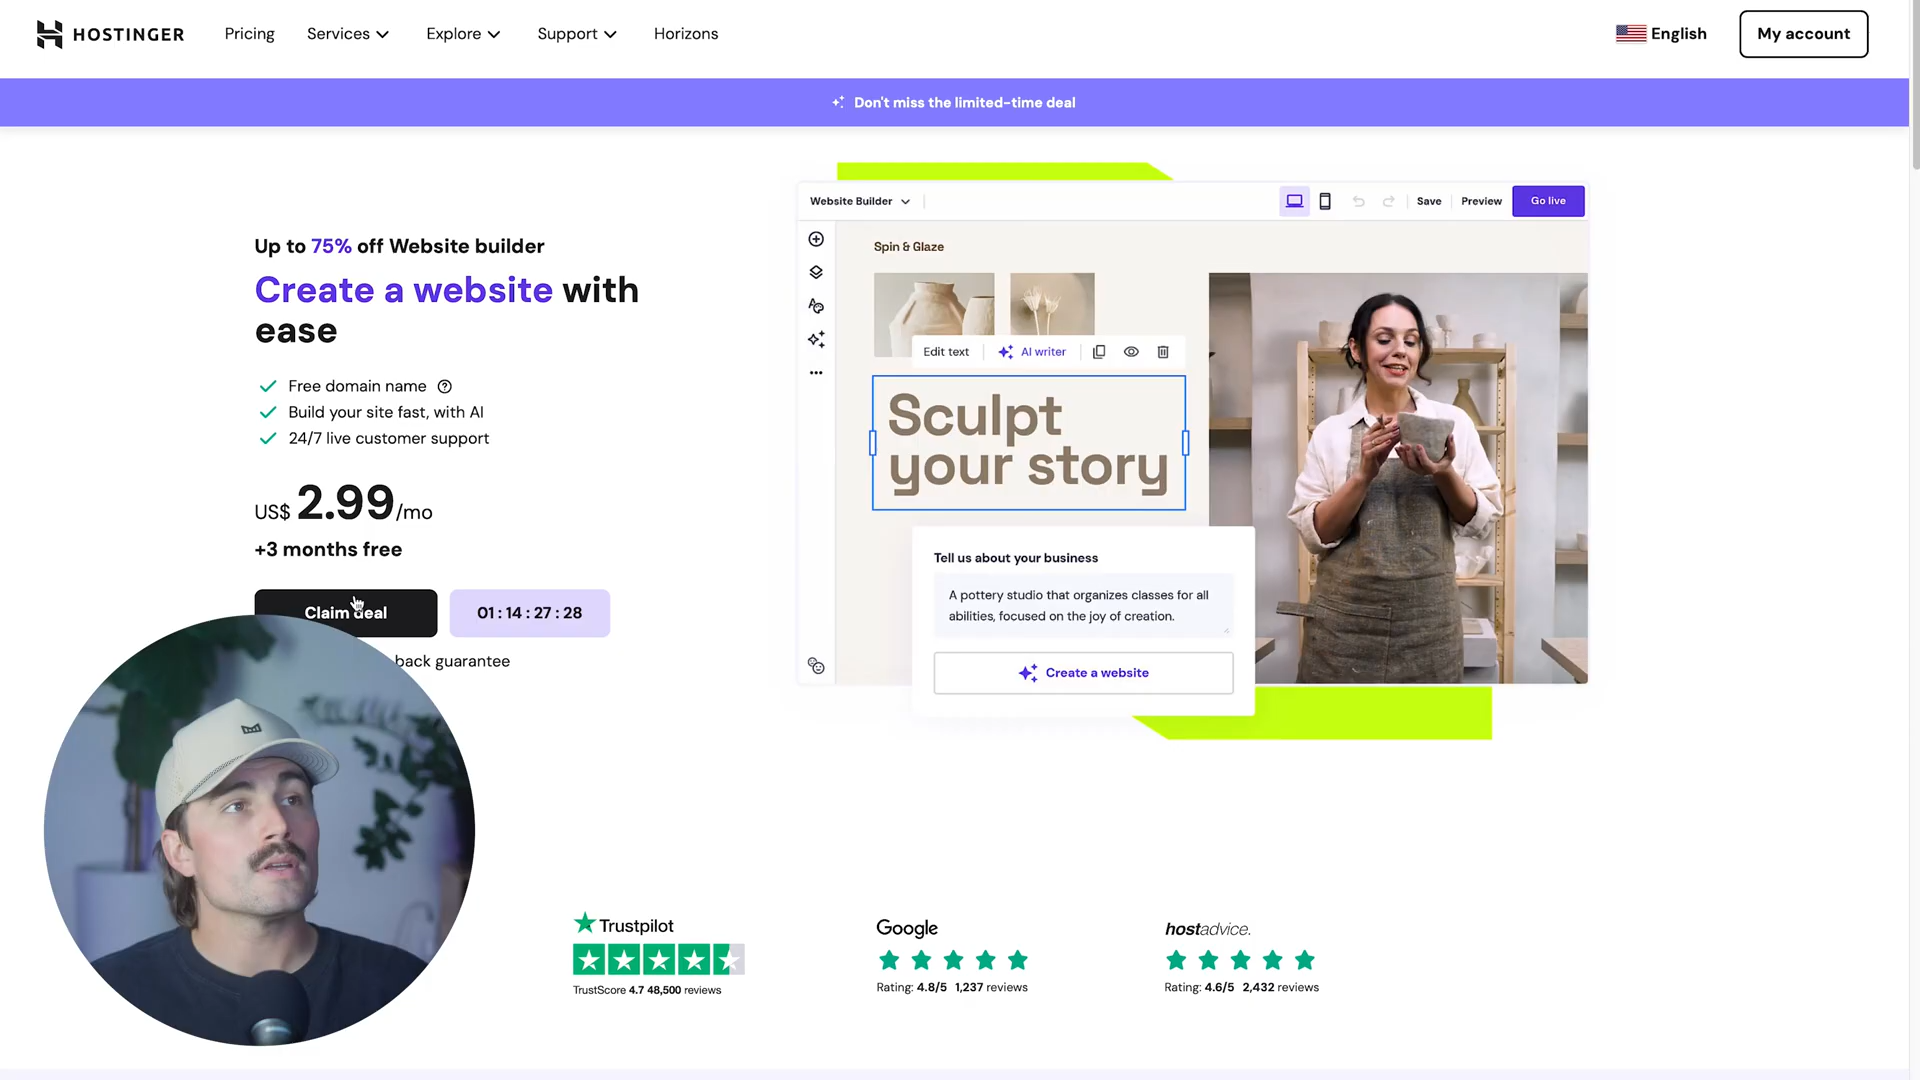 HOSTINGER
Pricing
Services
Explore
Support
Horizons
English
My account
Don't miss the limited-time deal
Up to 75% off Website builder
Create a website with
ease
Free domain name
Build your site fast, with AI
24/7 live customer support
US$ 2.99/mo
+3 months free
Claim deal
01 : 14 : 27 : 28
back guarantee
Website Builder
Save
Preview
Go live
Spin & Glaze
Edit text
AI writer
Sculpt
your story
Tell us about your business
A pottery studio that organizes classes for all
abilities, focused on the joy of creation.
Create a website
Trustpilot
TrustScore 4.7 48,500 reviews
Google
Rating: 4.8/5 1,237 reviews
hostadvice.
Rating: 4.6/5 2,432 reviews